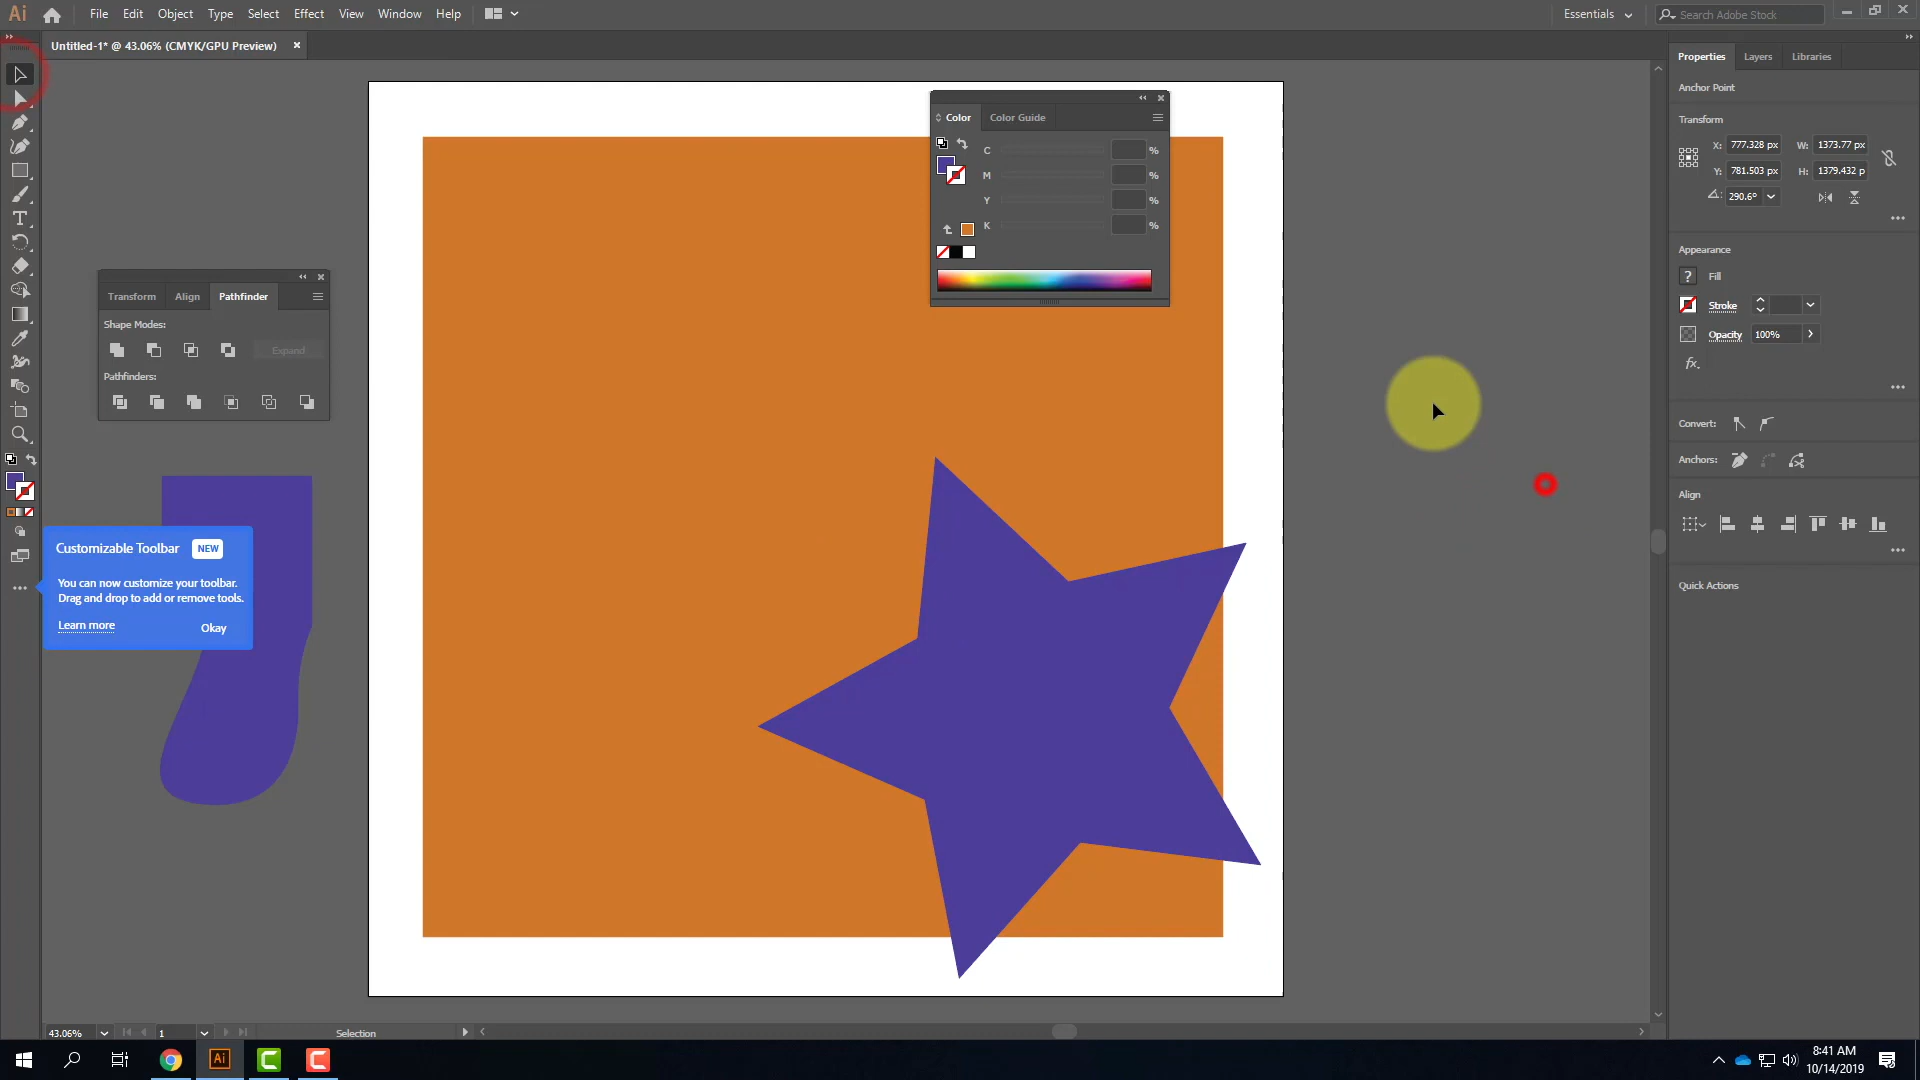 Ai File Edit Object Type Select Effect View Window Help Essentials Search Adobe Stock
Untitled-1* @ 43.06% (CMYK/GPU Preview)
Properties Layers Libraries
Anchor Point
Transform
X: 777.328 px W: 1373.77 px
Y: 781.503 px H: 1379.432 p
290.6°
Appearance
? Fill
Stroke
Opacity 100%
fx.
Convert:
Anchors:
Align
Quick Actions
Color Color Guide
C %
M %
Y %
K %
Transform Align Pathfinder
Shape Modes:
Expand
Pathfinders:
Customizable Toolbar NEW
You can now customize your toolbar.
Drag and drop to add or remove tools.
Learn more Okay
43.06% 1 Selection
Ai
8:41 AM
10/14/2019